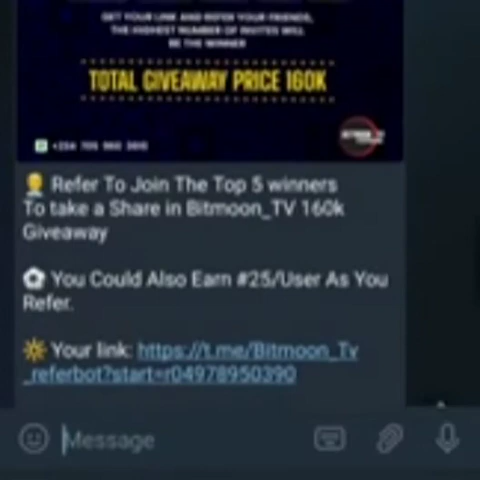 GET YOUR LINK AND REFER YOUR FRIENDS,
THE HIGHEST NUMBER OF INVITES WILL
BE THE WINNER
TOTAL GIVEAWAY PRICE 160K
Refer To Join The Top 5 winners
To take a Share in Bitmoon_TV 160k
Giveaway
You Could Also Earn #25/User As You
Refer.
Your link: https://t.me/Bitmoon_Tv
_referbot?start=r04978950390
Message